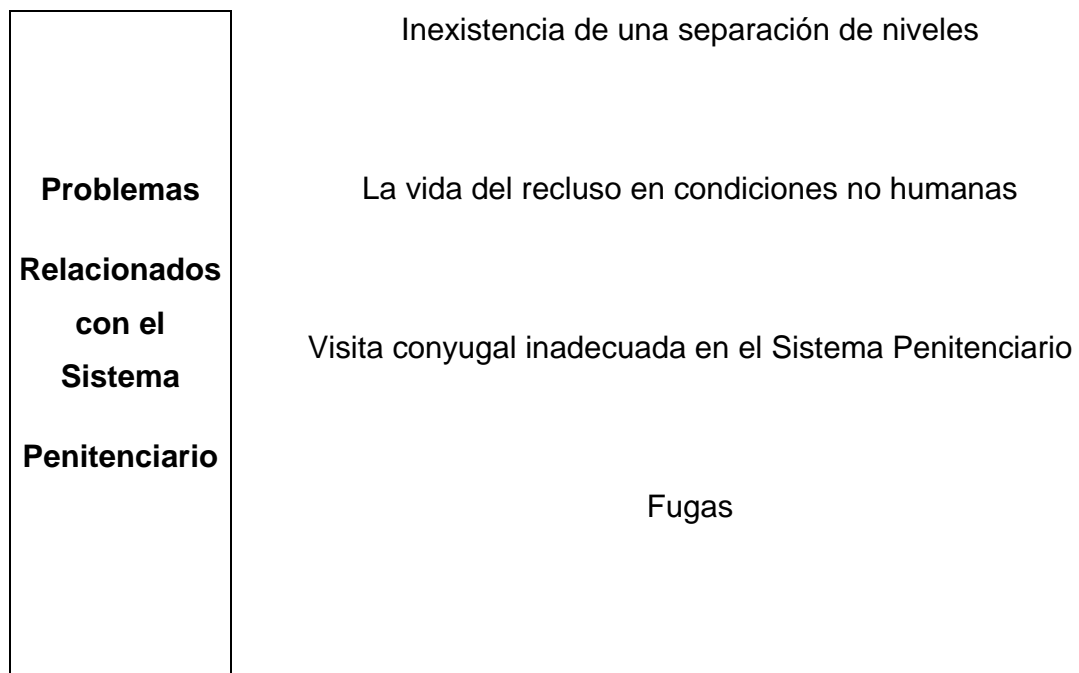 Problemas
Relacionados
con el
Sistema
Penitenciario
Inexistencia de una separación de niveles
La vida del recluso en condiciones no humanas
Visita conyugal inadecuada en el Sistema Penitenciario
Fugas